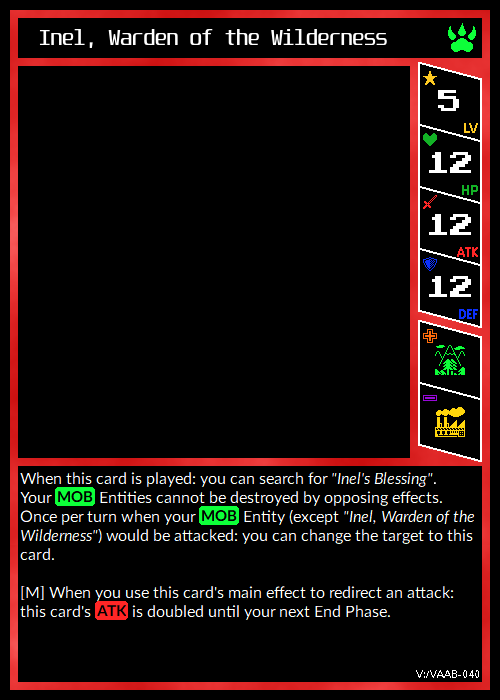 Inel, Warden of the Wilderness
5
LV
12
HP
12
ATK
12
DEF
When this card is played: you can search for "Inel's Blessing".
Your MOB Entities cannot be destroyed by opposing effects.
Once per turn when your MOB Entity (except "Inel, Warden of the
Wilderness") would be attacked: you can change the target to this
card.
[M] When you use this card's main effect to redirect an attack:
this card's ATK is doubled until your next End Phase.
V:/VAAB-040